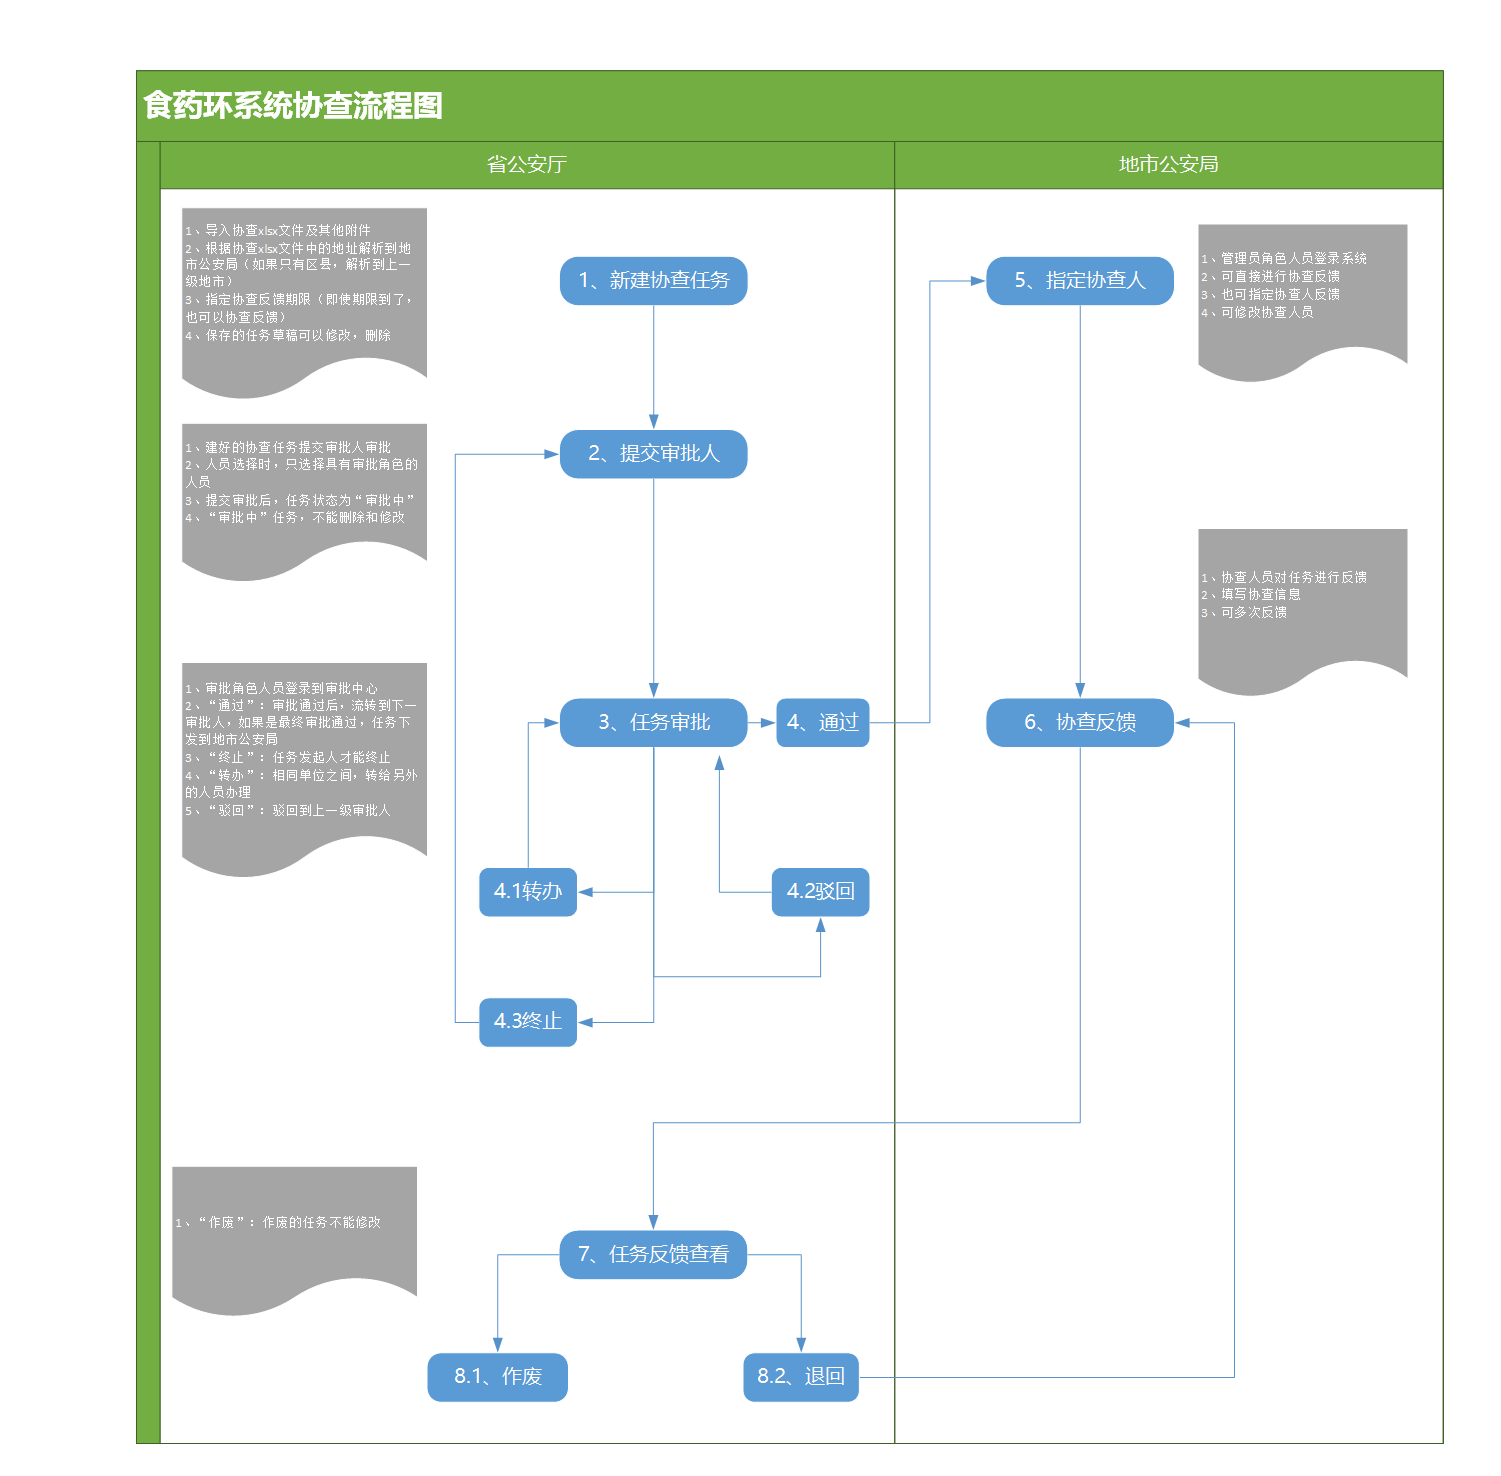 食药环系统协查流程图
省公安厅
地市公安局
1、导入协查xlsx文件及其他附件
2、根据协查xlsx文件中的地址解析到地
市公安局（如果只有区县，解析到上一
级地市）
3、指定协查反馈期限（即使期限到了，
也可以协查反馈）
4、保存的任务草稿可以修改，删除
1、新建协查任务
5、指定协查人
1、管理员角色人员登录系统
2、可直接进行协查反馈
3、也可指定协查人反馈
4、可修改协查人员
1、建好的协查任务提交审批人审批
2、人员选择时，只选择具有审批角色的
人员
3、提交审批后，任务状态为“审批中”
4、“审批中”任务，不能删除和修改
2、提交审批人
1、协查人员对任务进行反馈
2、填写协查信息
3、可多次反馈
1、审批角色人员登录到审批中心
2、“通过”：审批通过后，流转到下一
审批人，如果是最终审批通过，任务下
发到地市公安局
3、“终止”：任务发起人才能终止
4、“转办”：相同单位之间，转给另外
的人员办理
5、“驳回”：驳回到上一级审批人
3、任务审批
4、通过
6、协查反馈
4.1转办
4.2驳回
4.3终止
1、“作废”：作废的任务不能修改
7、任务反馈查看
8.1、作废
8.2、退回